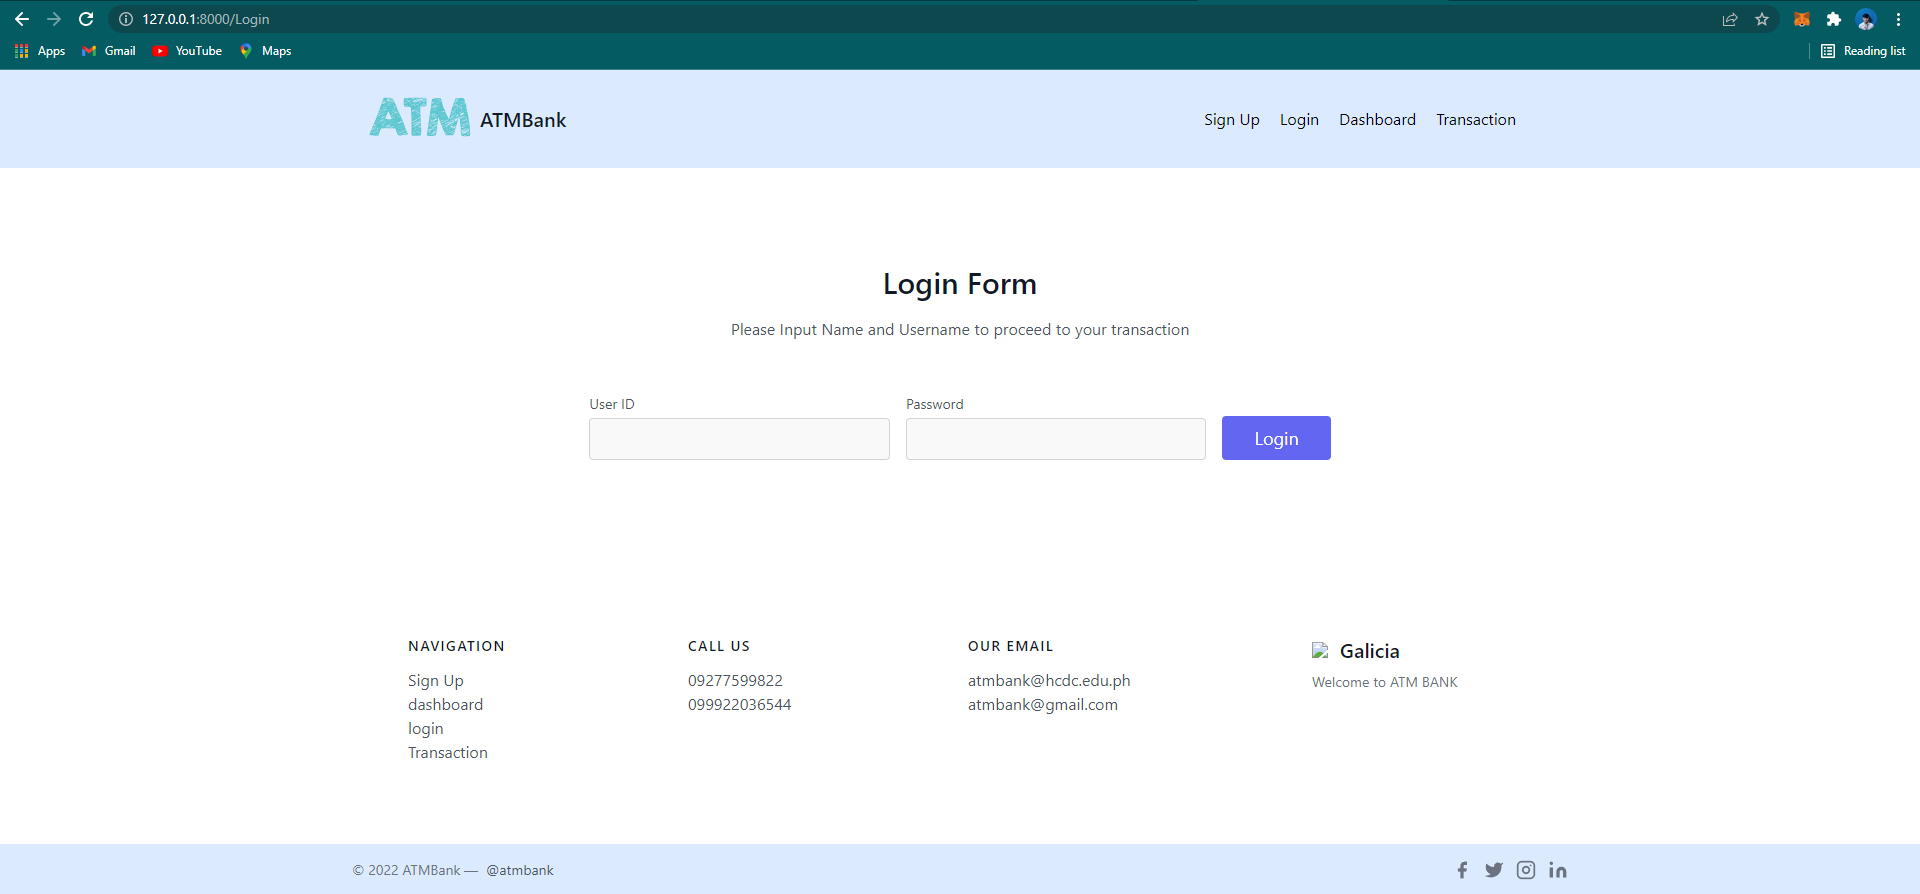 127.0.0.1:8000/Login
Apps Gmail YouTube Maps Reading list
ATM ATMBank Sign Up Login Dashboard Transaction
Login Form
Please Input Name and Username to proceed to your transaction
User ID Password
Login
NAVIGATION
Sign Up
dashboard
login
Transaction
CALL US
09277599822
099922036544
OUR EMAIL
atmbank@hcdc.edu.ph
atmbank@gmail.com
Galicia
Welcome to ATM BANK
© 2022 ATMBank — @atmbank